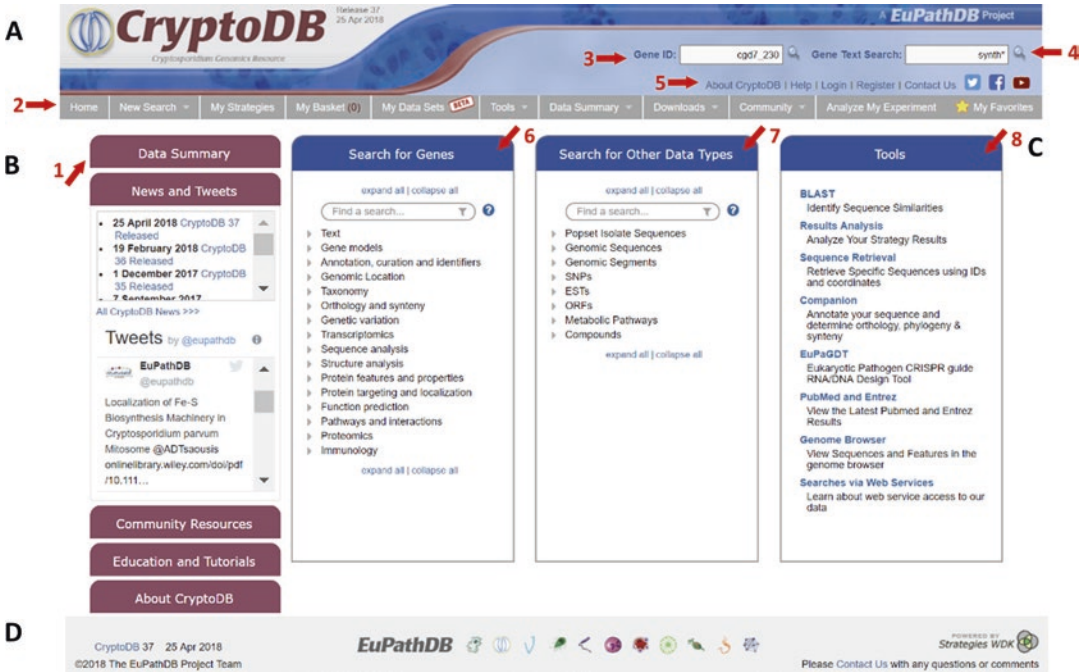 A
CryptoDB
Release 37
25 Apr 2018
Cryptosporidium Genomics Resource
A EuPathDB Project
3 Gene ID: cgd7_230 Gene Text Search: synth* 4
5 About CryptoDB | Help | Login | Register | Contact Us
2 Home New Search My Strategies My Basket (0) My Data Sets BETA Tools Data Summary Downloads Community Analyze My Experiment My Favorites
B
1
Data Summary
News and Tweets
25 April 2018 CryptoDB 37
Released
19 February 2018 CryptoDB
36 Released
1 December 2017 CryptoDB
35 Released
7 September 2017
All CryptoDB News >>>
Tweets by @eupathdb
EuPathDB
@eupathdb
Localization of Fe-S
Biosynthesis Machinery in
Cryptosporidium parvum
Mitosome @ADTsaousis
onlinelibrary.wiley.com/doi/pdf
/10.111…
Community Resources
Education and Tutorials
About CryptoDB
6
Search for Genes
expand all | collapse all
Find a search...
Text
Gene models
Annotation, curation and identifiers
Genomic Location
Taxonomy
Orthology and synteny
Genetic variation
Transcriptomics
Sequence analysis
Structure analysis
Protein features and properties
Protein targeting and localization
Function prediction
Pathways and interactions
Proteomics
Immunology
expand all | collapse all
7
Search for Other Data Types
expand all | collapse all
Find a search...
Popset Isolate Sequences
Genomic Sequences
Genomic Segments
SNPs
ESTs
ORFs
Metabolic Pathways
Compounds
expand all | collapse all
8 C
Tools
BLAST
Identify Sequence Similarities
Results Analysis
Analyze Your Strategy Results
Sequence Retrieval
Retrieve Specific Sequences using IDs
and coordinates
Companion
Annotate your sequence and
determine orthology, phylogeny &
synteny
EuPaGDT
Eukaryotic Pathogen CRISPR guide
RNA/DNA Design Tool
PubMed and Entrez
View the Latest Pubmed and Entrez
Results
Genome Browser
View Sequences and Features in the
genome browser
Searches via Web Services
Learn about web service access to our
data
D
CryptoDB 37 25 Apr 2018
©2018 The EuPathDB Project Team
EuPathDB
POWERED BY
Strategies WDK
Please Contact Us with any questions or comments